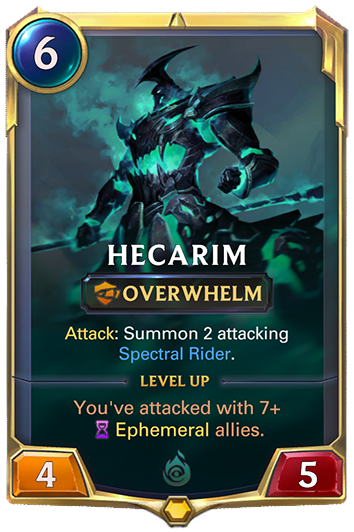 6
HECARIM
OVERWHELM
Attack: Summon 2 attacking
Spectral Rider.
LEVEL UP
You've attacked with 7+
Ephemeral allies.
4
5